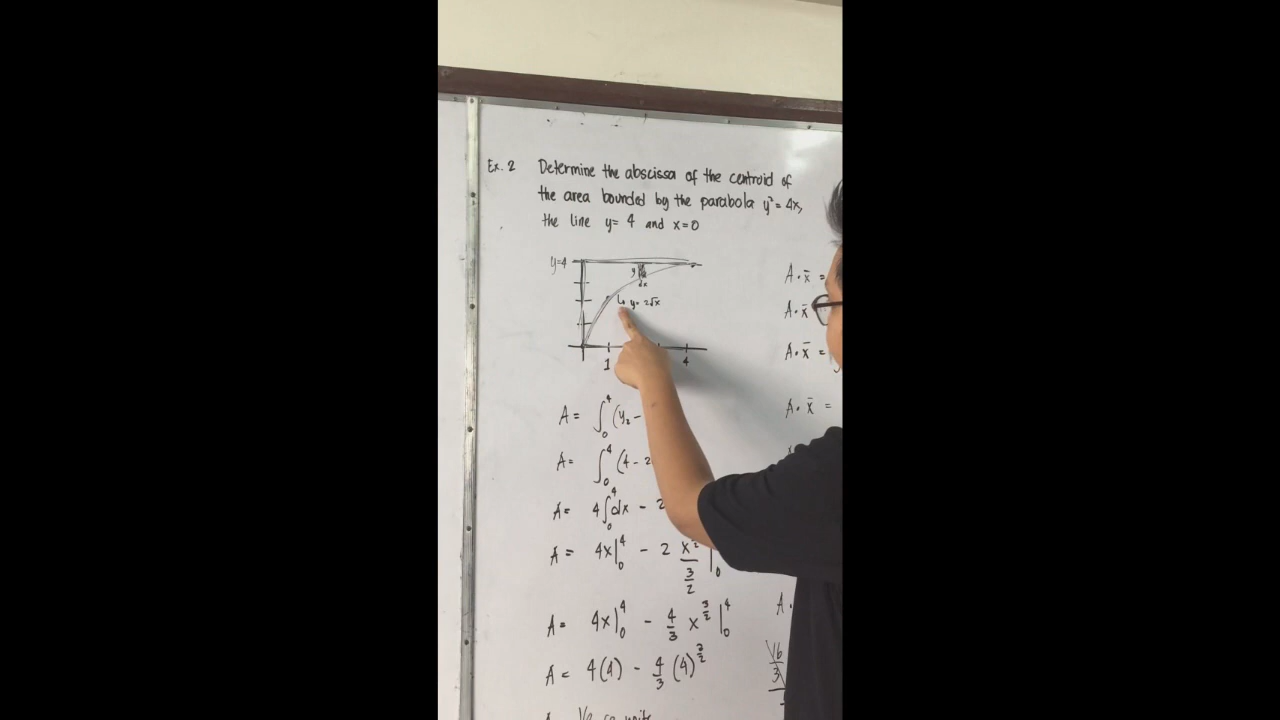 Ex. 2 Determine the abscissa of the centroid of
the area bounded by the parabola y² = 4x,
the line y= 4 and x=0
y=4
y
dx
y= 2√x
1
4
A= ∫₀⁴ (y₂ -
A= ∫₀⁴ (4 - 2
A= 4∫₀⁴ dx - 2
A= 4x|₀⁴ - 2 x/(3/2) |₀
A= 4x|₀⁴ - 4/3 x^(3/2) |₀⁴
A= 4(4) - 4/3 (4)^(3/2)
A • x̄ =
A • x̄
A • x̄ =
A • x̄ =
A •
16/3